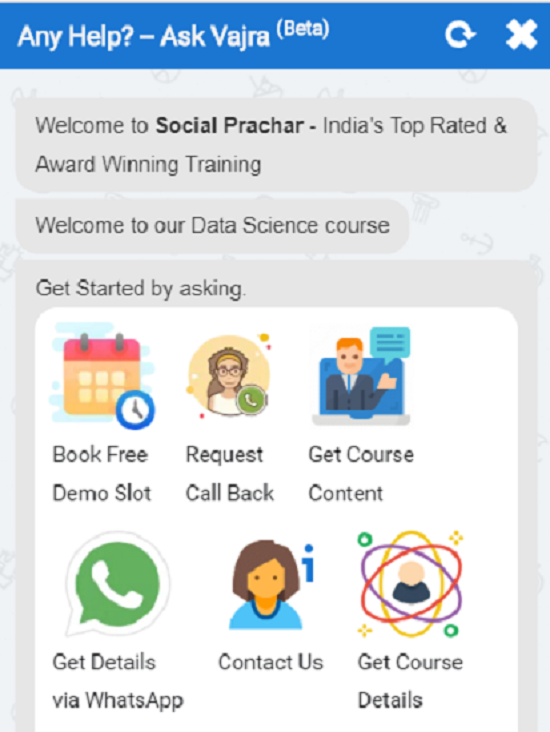 Any Help? – Ask Vajra (Beta)
Welcome to Social Prachar - India's Top Rated &
Award Winning Training
Welcome to our Data Science course
Get Started by asking.
Book Free
Demo Slot
Request
Call Back
Get Course
Content
Get Details
via WhatsApp
Contact Us
Get Course
Details